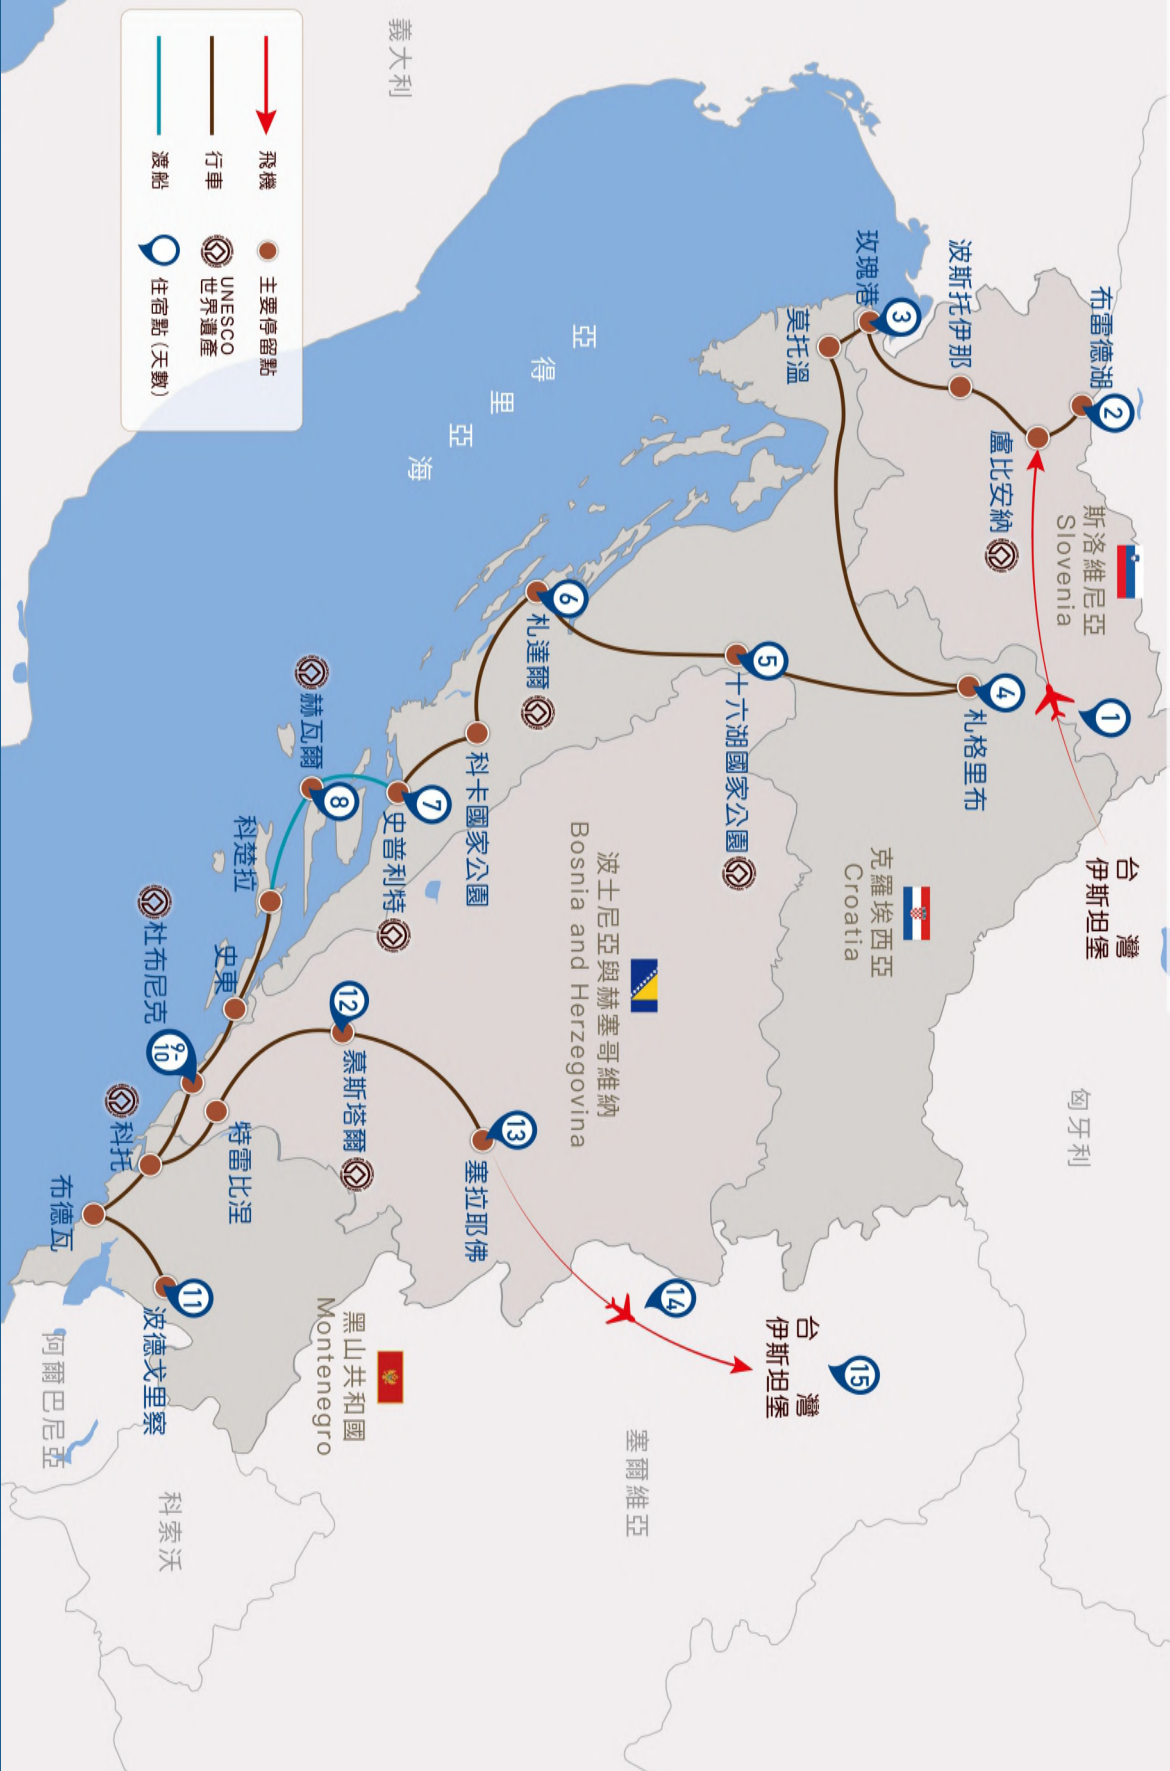 義大利
匈牙利
塞爾維亞
科索沃
阿爾巴尼亞
亞得里亞海
斯洛維尼亞
Slovenia
克羅埃西亞
Croatia
波士尼亞與赫塞哥維納
Bosnia and Herzegovina
黑山共和國
Montenegro
台灣
伊斯坦堡
1
布雷德湖
2
盧比安納
波斯托伊那
玫瑰港
3
莫托溫
札格里布
4
十六湖國家公園
5
札達爾
6
科卡國家公園
史普利特
7
赫瓦爾
8
科楚拉
史東
杜布尼克
9-
10
科托
布德瓦
波德戈里察
11
特雷比涅
慕斯塔爾
12
塞拉耶佛
13
14
台灣
伊斯坦堡
15
飛機
行車
渡船
主要停留點
UNESCO
世界遺產
住宿點(天數)